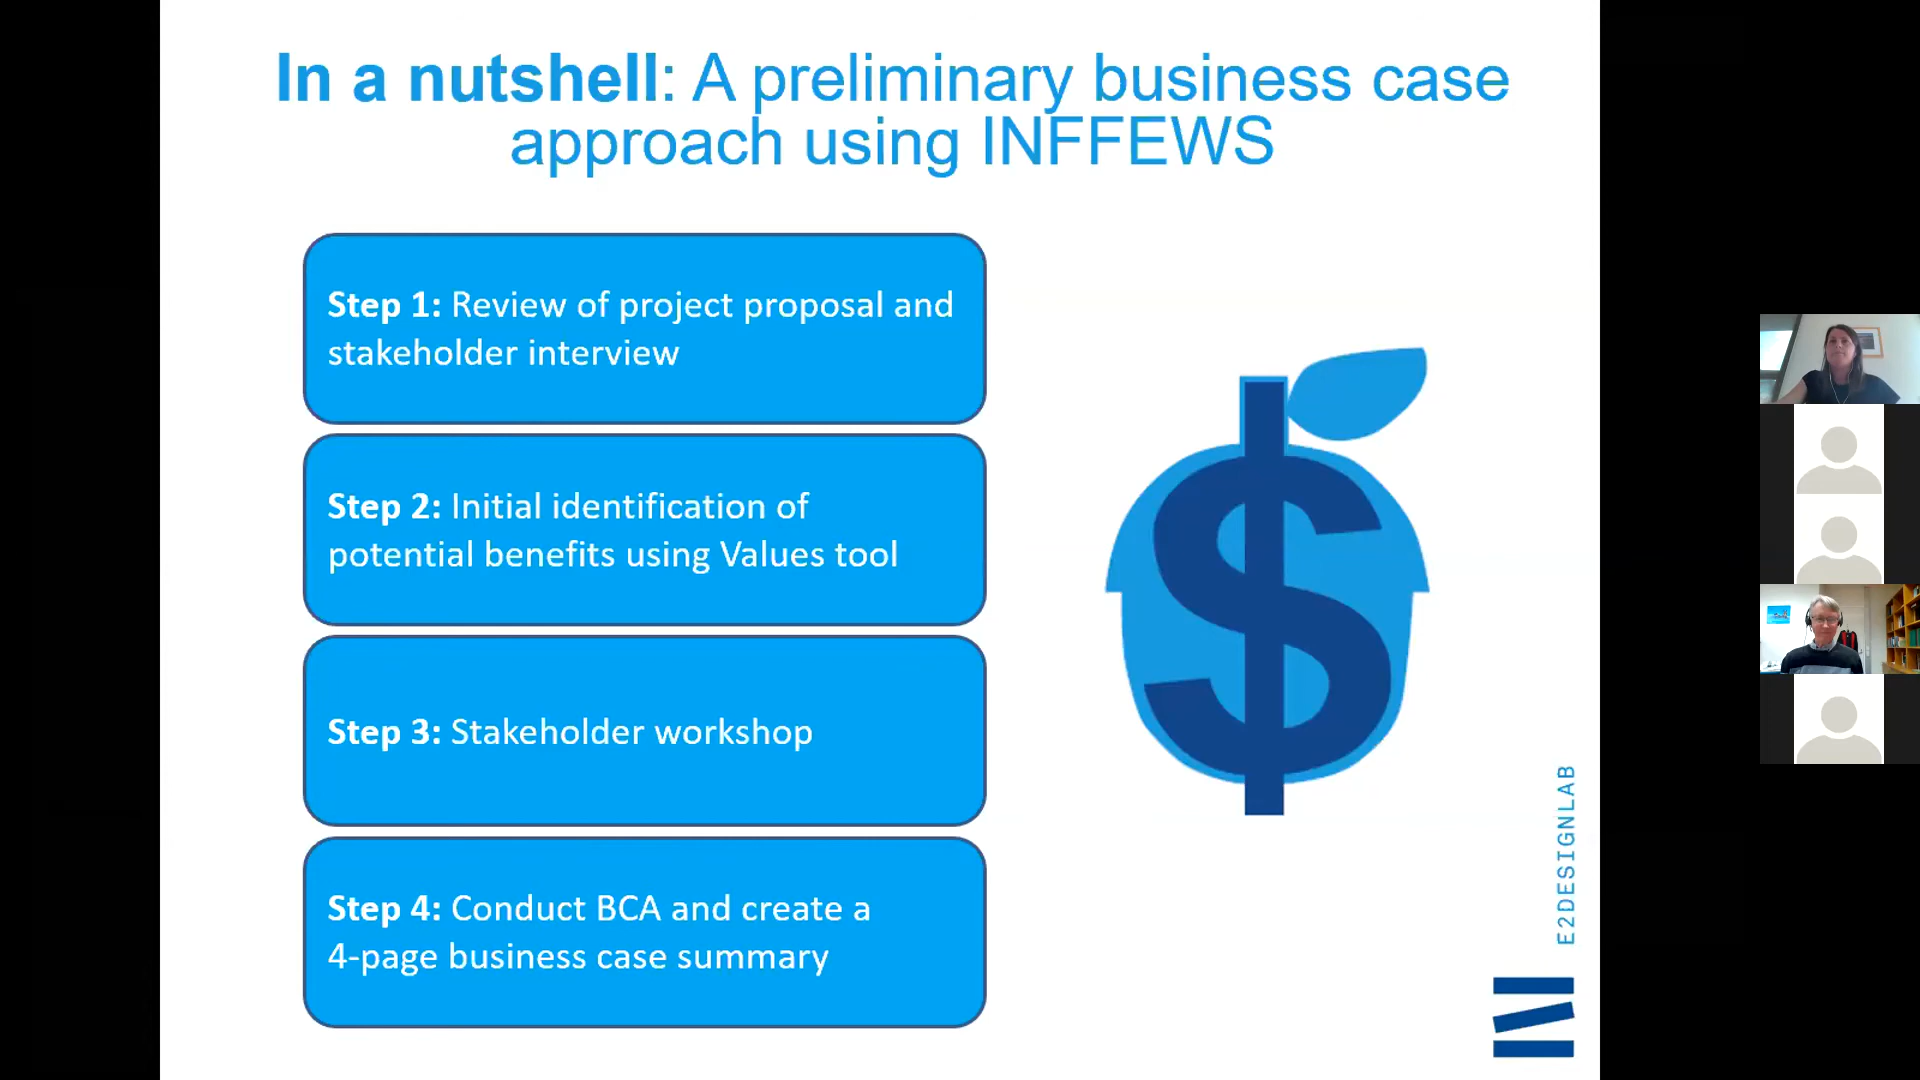 In a nutshell: A preliminary business case
approach using INFFEWS
Step 1: Review of project proposal and
stakeholder interview
Step 2: Initial identification of
potential benefits using Values tool
Step 3: Stakeholder workshop
Step 4: Conduct BCA and create a
4-page business case summary
$
E2DESIGNLAB